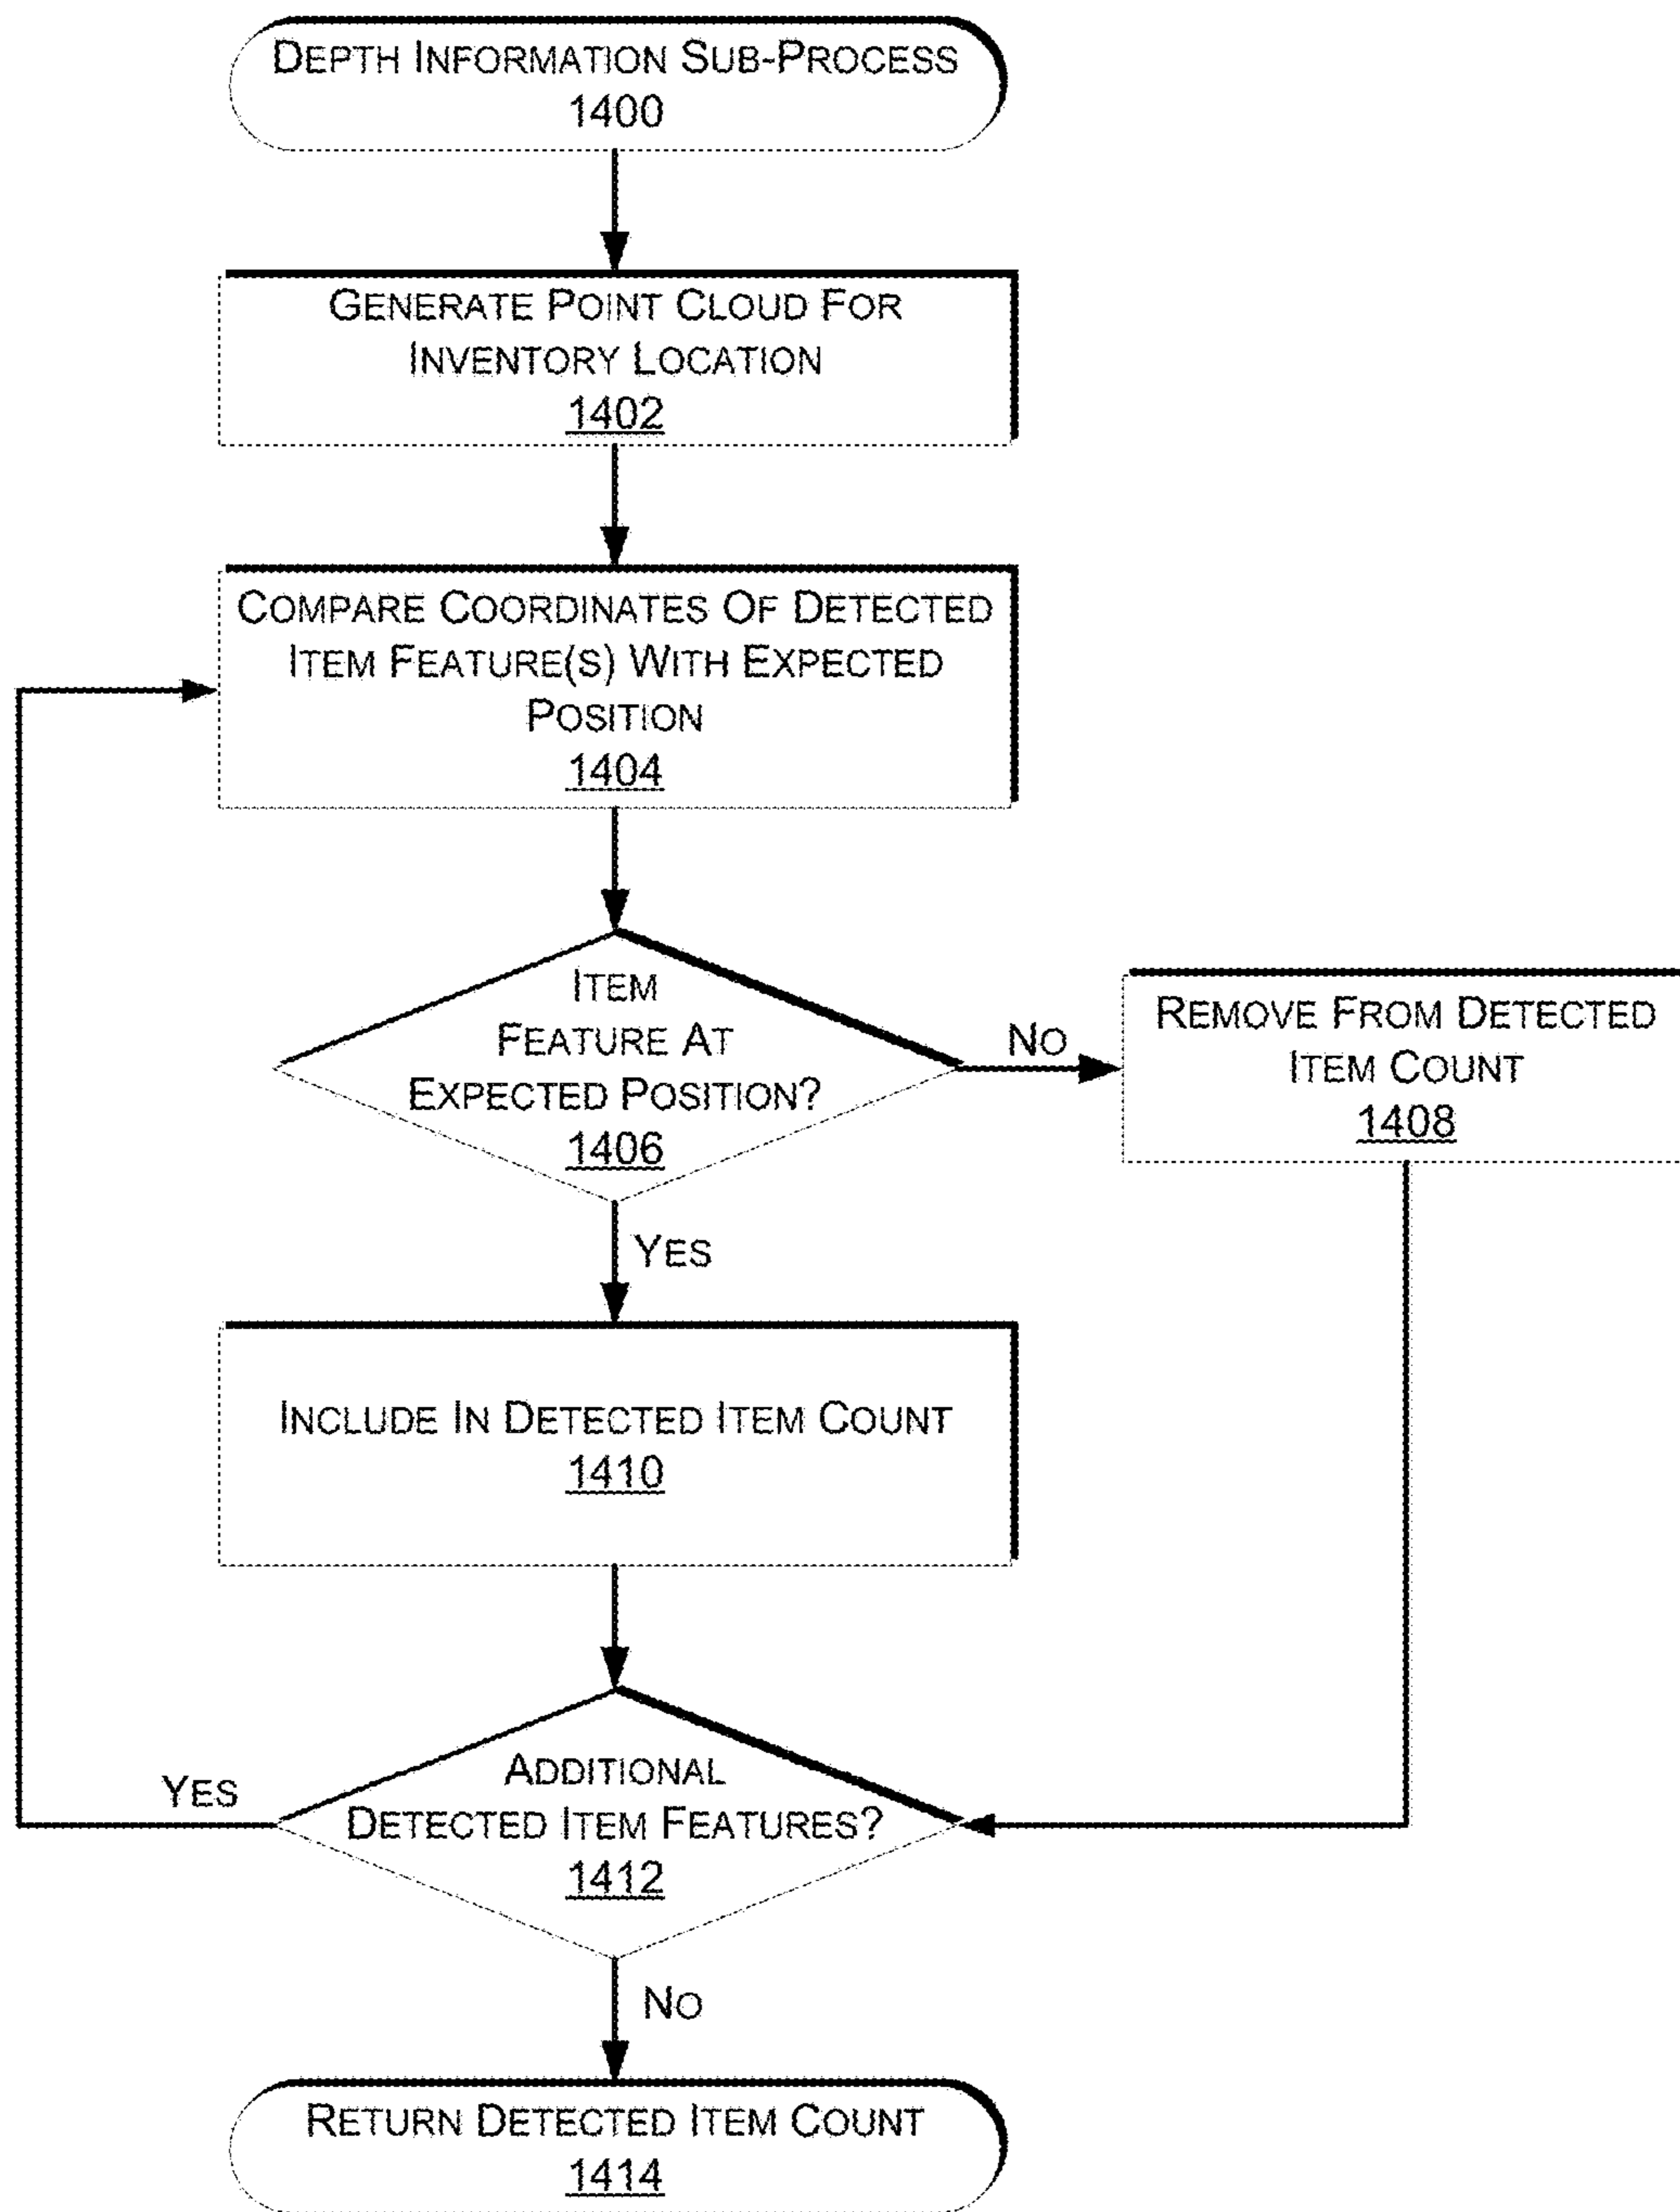 DEPTH INFORMATION SUB-PROCESS
1400
GENERATE POINT CLOUD FOR
INVENTORY LOCATION
1402
COMPARE COORDINATES OF DETECTED
ITEM FEATURE(S) WITH EXPECTED
POSITION
1404
ITEM
FEATURE AT
EXPECTED POSITION?
1406
NO
REMOVE FROM DETECTED
ITEM COUNT
1408
YES
INCLUDE IN DETECTED ITEM COUNT
1410
ADDITIONAL
DETECTED ITEM FEATURES?
1412
YES
NO
RETURN DETECTED ITEM COUNT
1414